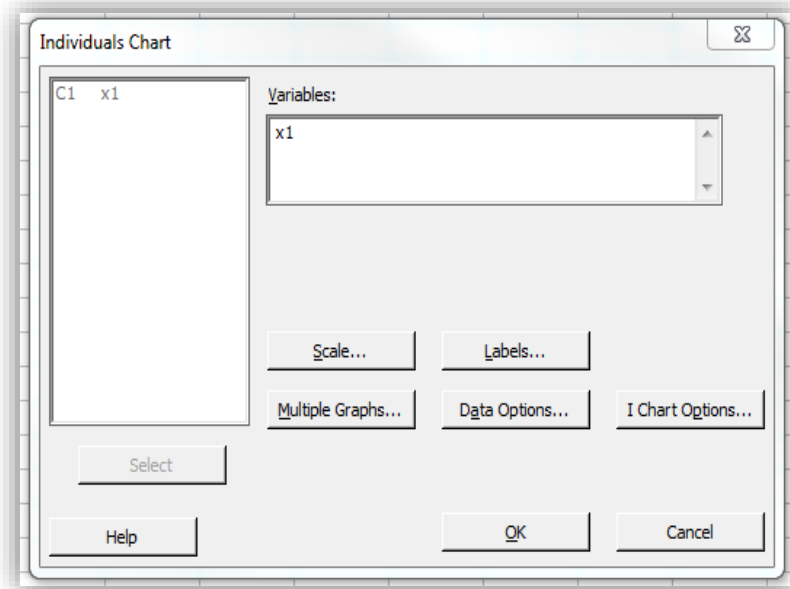 Individuals Chart
C1 x1
Variables:
x1
Scale...
Labels...
Multiple Graphs...
Data Options...
I Chart Options...
Select
Help
OK
Cancel